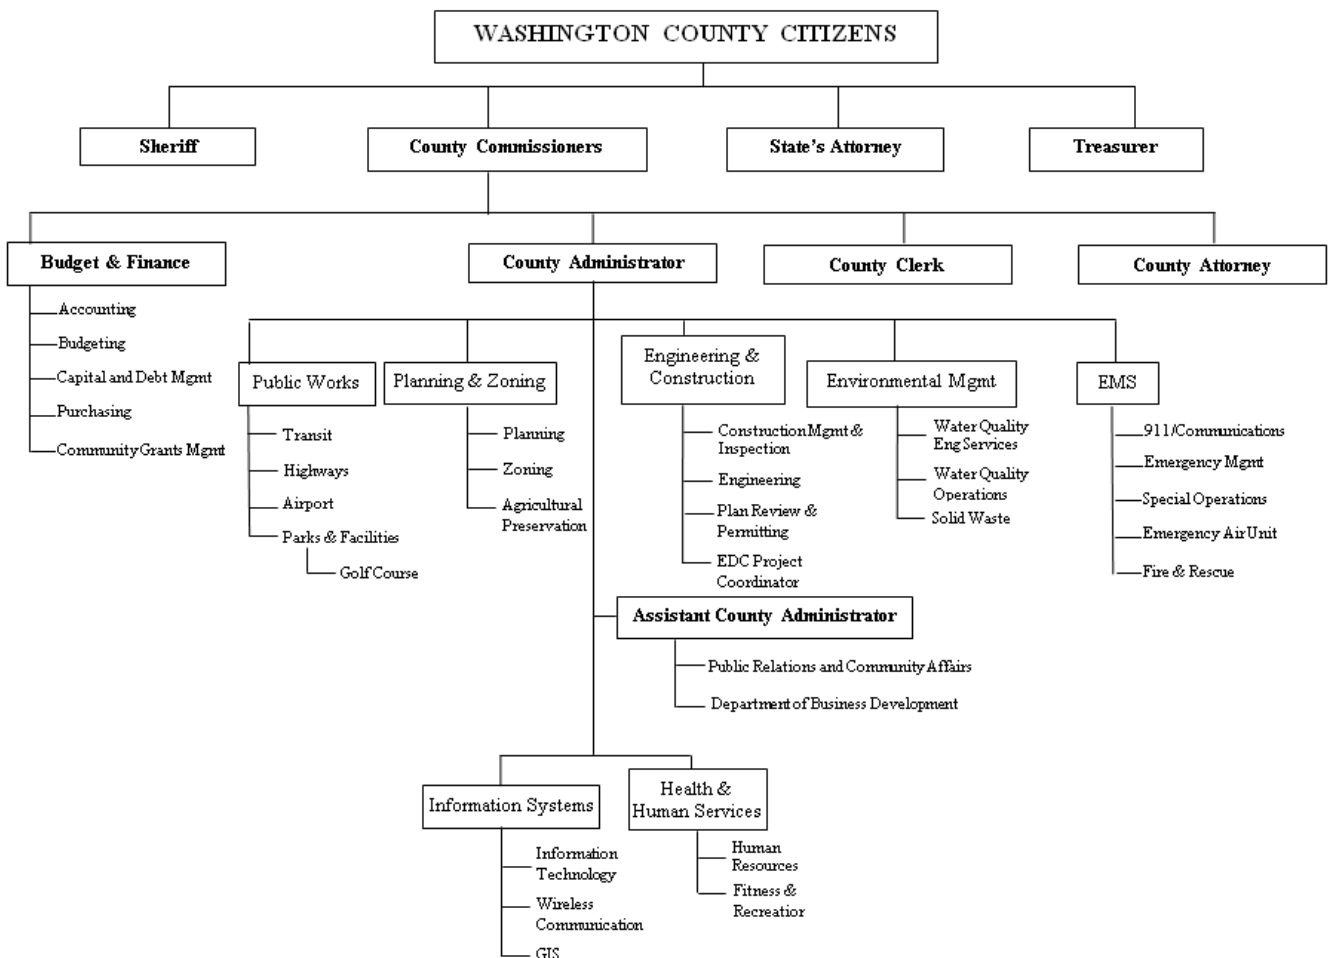 WASHINGTON COUNTY CITIZENS
Sheriff
County Commissioners
State's Attorney
Treasurer
Budget & Finance
County Administrator
County Clerk
County Attorney
Accounting
Budgeting
Capital and Debt Mgmt
Purchasing
Community Grants Mgmt
Public Works
Transit
Highways
Airport
Parks & Facilities
Golf Course
Planning & Zoning
Planning
Zoning
Agricultural
Preservation
Engineering &
Construction
Construction Mgmt &
Inspection
Engineering
Plan Review &
Permitting
EDC Project
Coordinator
Environmental Mgmt
Water Quality
Eng Services
Water Quality
Operations
Solid Waste
EMS
911/Communications
Emergency Mgmt
Special Operations
Emergency Air Unit
Fire & Rescue
Assistant County Administrator
Public Relations and Community Affairs
Department of Business Development
Information Systems
Information
Technology
Wireless
Communication
GIS
Health &
Human Services
Human
Resources
Fitness &
Recreatior